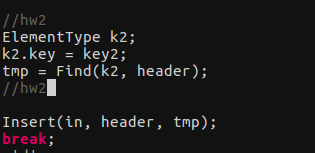 //hw2
ElementType k2;
k2.key = key2;
tmp = Find(k2, header);
//hw2
Insert(in, header, tmp);
break;